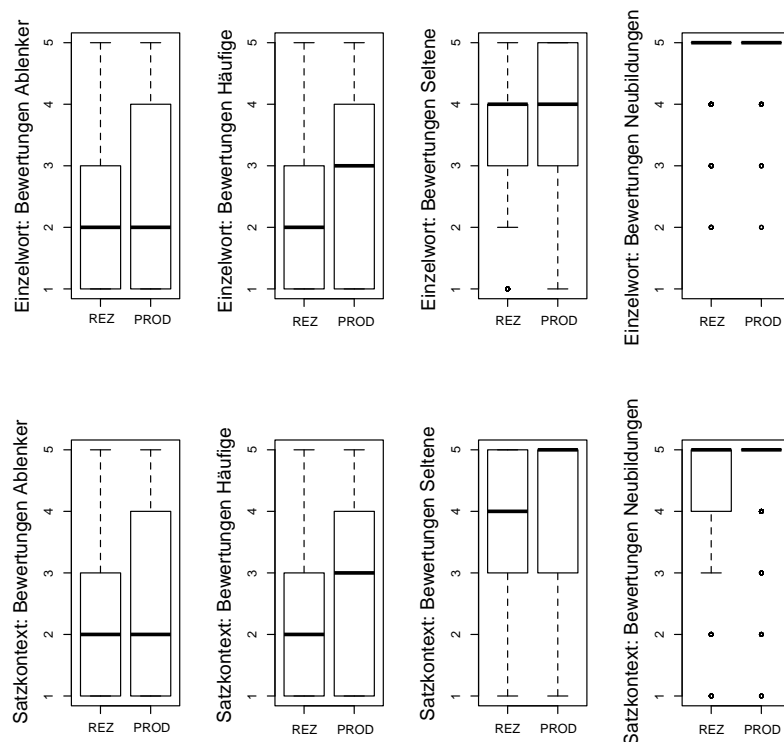 Einzelwort: Bewertungen Ablenker
1 2 3 4 5
REZ PROD
Einzelwort: Bewertungen Häufige
1 2 3 4 5
REZ PROD
Einzelwort: Bewertungen Seltene
1 2 3 4 5
REZ PROD
Einzelwort: Bewertungen Neubildungen
1 2 3 4 5
REZ PROD
Satzkontext: Bewertungen Ablenker
1 2 3 4 5
REZ PROD
Satzkontext: Bewertungen Häufige
1 2 3 4 5
REZ PROD
Satzkontext: Bewertungen Seltene
1 2 3 4 5
REZ PROD
Satzkontext: Bewertungen Neubildungen
1 2 3 4 5
REZ PROD